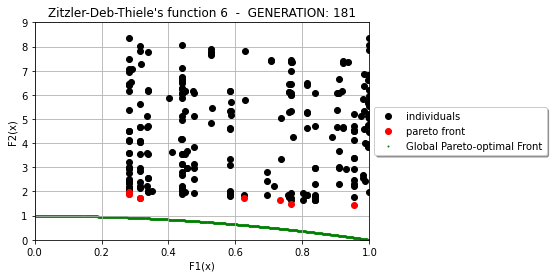 Zitzler-Deb-Thiele's function 6  -  GENERATION: 181
9
8
7
6
5
4
3
2
1
0
F2(x)
0.0 0.2 0.4 0.6 0.8 1.0
F1(x)
individuals
pareto front
Global Pareto-optimal Front